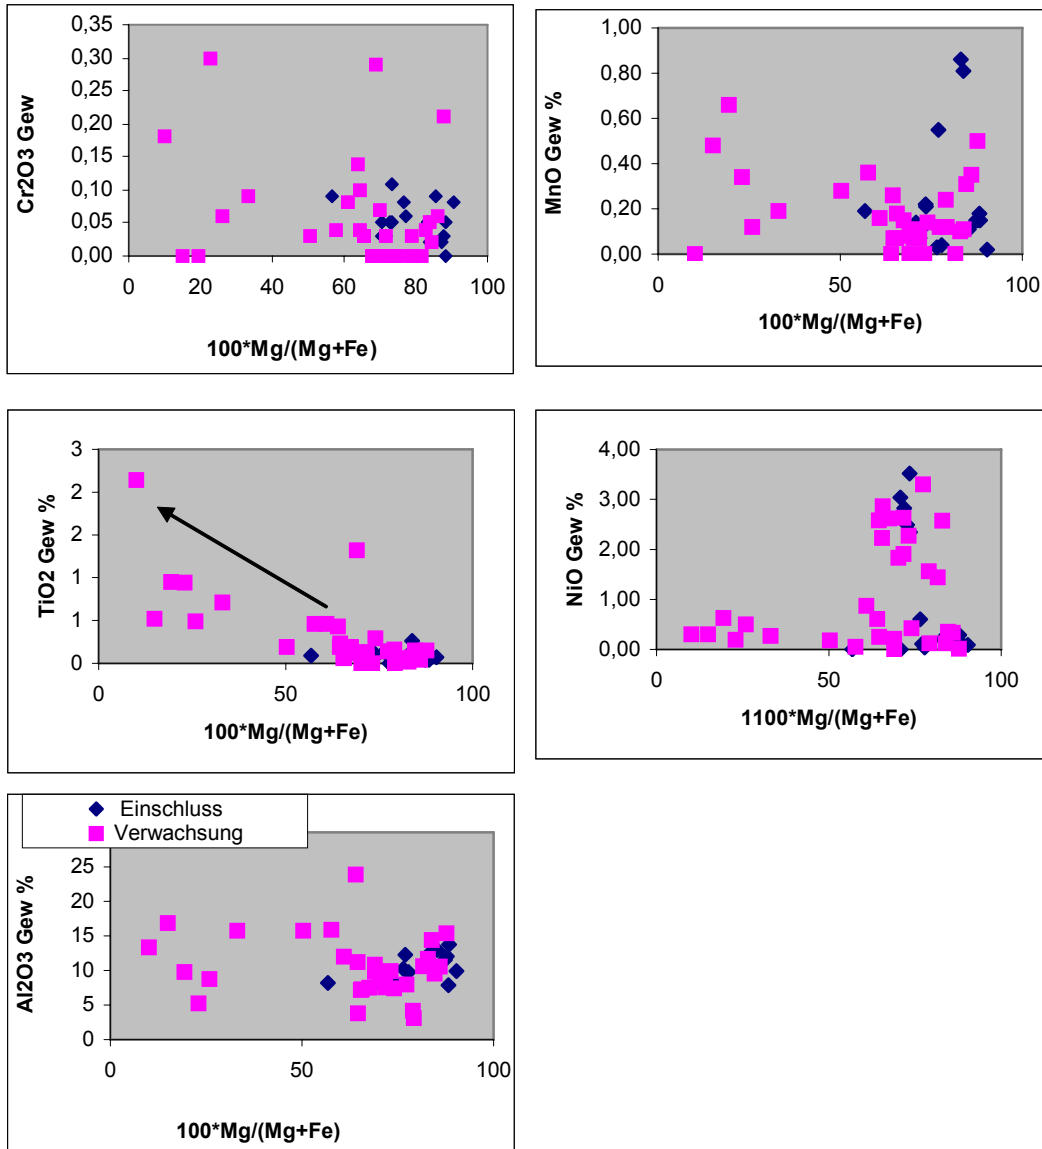 Cr2O3 Gew
0,35
0,30
0,25
0,20
0,15
0,10
0,05
0,00
0 20 40 60 80 100
100*Mg/(Mg+Fe)
MnO Gew %
1,00
0,80
0,60
0,40
0,20
0,00
0 50 100
100*Mg/(Mg+Fe)
TiO2 Gew %
3
2
2
1
1
0
0 50 100
100*Mg/(Mg+Fe)
NiO Gew %
4,00
3,00
2,00
1,00
0,00
0 50 100
1100*Mg/(Mg+Fe)
Einschluss
Verwachsung
Al2O3 Gew %
25
20
15
10
5
0
0 50 100
100*Mg/(Mg+Fe)